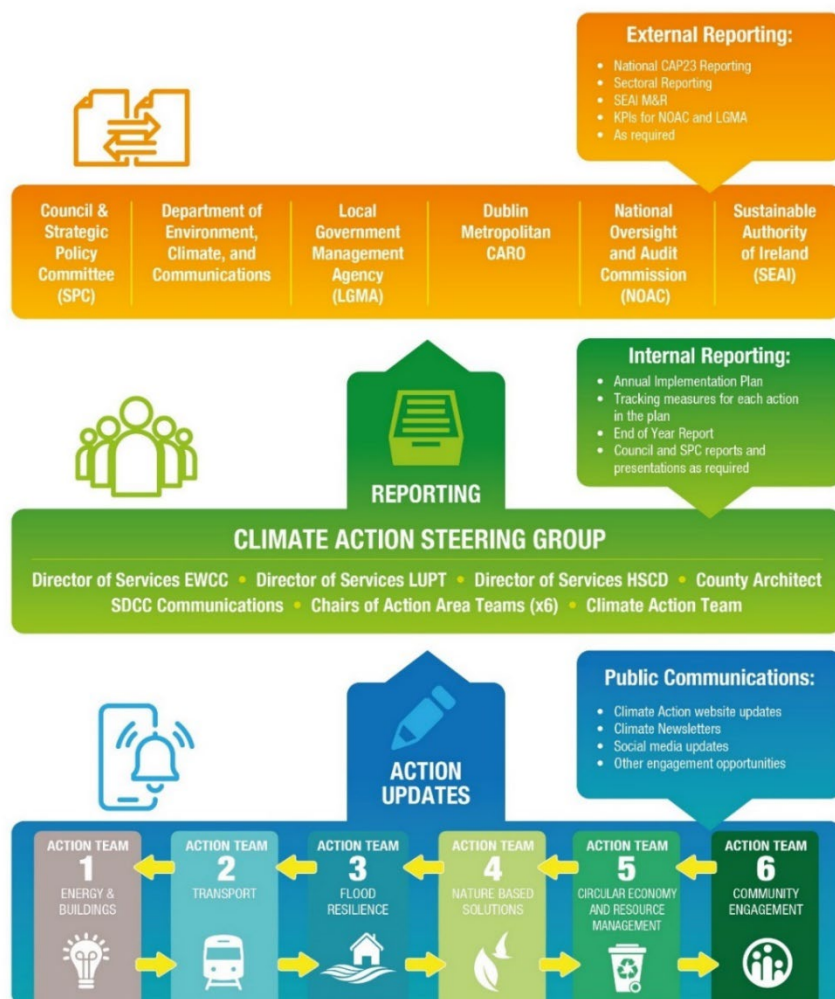 External Reporting:
• National CAP23 Reporting
• Sectoral Reporting
• SEAI M&R
• KPIs for NOAC and LGMA
• As required
Council &
Strategic
Policy
Committee
(SPC)
Department of
Environment,
Climate, and
Communications
Local
Government
Management
Agency
(LGMA)
Dublin
Metropolitan
CARO
National
Oversight
and Audit
Commission
(NOAC)
Sustainable
Authority
of Ireland
(SEAI)
Internal Reporting:
• Annual Implementation Plan
• Tracking measures for each action
in the plan
• End of Year Report
• Council and SPC reports and
presentations as required
REPORTING
CLIMATE ACTION STEERING GROUP
Director of Services EWCC • Director of Services LUPT • Director of Services HSCD • County Architect
SDCC Communications • Chairs of Action Area Teams (x6) • Climate Action Team
Public Communications:
• Climate Action website updates
• Climate Newsletters
• Social media updates
• Other engagement opportunities
ACTION
UPDATES
ACTION TEAM
1
ENERGY &
BUILDINGS
ACTION TEAM
2
TRANSPORT
ACTION TEAM
3
FLOOD
RESILIENCE
ACTION TEAM
4
NATURE BASED
SOLUTIONS
ACTION TEAM
5
CIRCULAR ECONOMY
AND RESOURCE
MANAGEMENT
ACTION TEAM
6
COMMUNITY
ENGAGEMENT